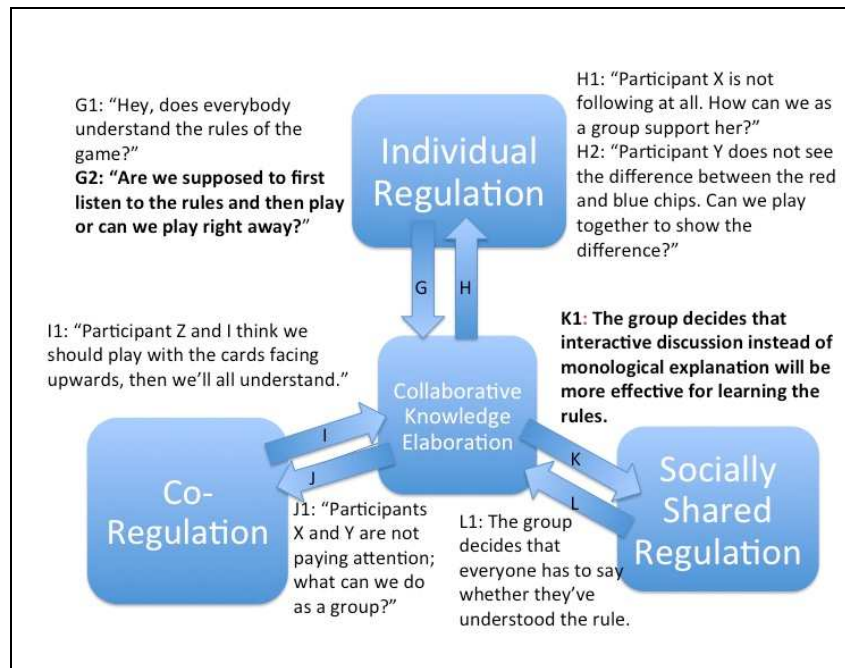 G1: “Hey, does everybody
understand the rules of the
game?”
G2: “Are we supposed to first
listen to the rules and then play
or can we play right away?”
Individual
Regulation
H1: “Participant X is not
following at all. How can we as
a group support her?”
H2: “Participant Y does not see
the difference between the red
and blue chips. Can we play
together to show the
difference?”
G
H
I1: “Participant Z and I think we
should play with the cards facing
upwards, then we’ll all understand.”
K1: The group decides that
interactive discussion instead of
monological explanation will be
more effective for learning the
rules.
Collaborative
Knowledge
Elaboration
I
J
K
L
Co-
Regulation
J1: “Participants
X and Y are not
paying attention;
what can we do
as a group?”
L1: The group
decides that
everyone has to say
whether they’ve
understood the rule.
Socially
Shared
Regulation